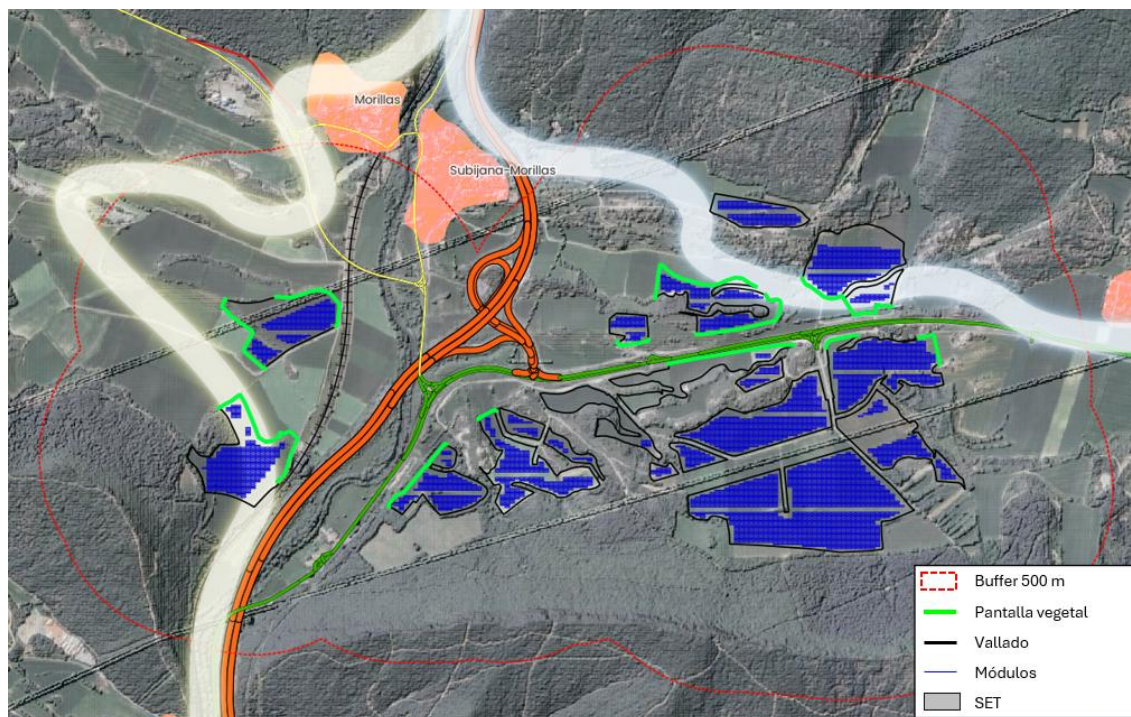 Morillas
Subijana-Morillas
Buffer 500 m
Pantalla vegetal
Vallado
Módulos
SET